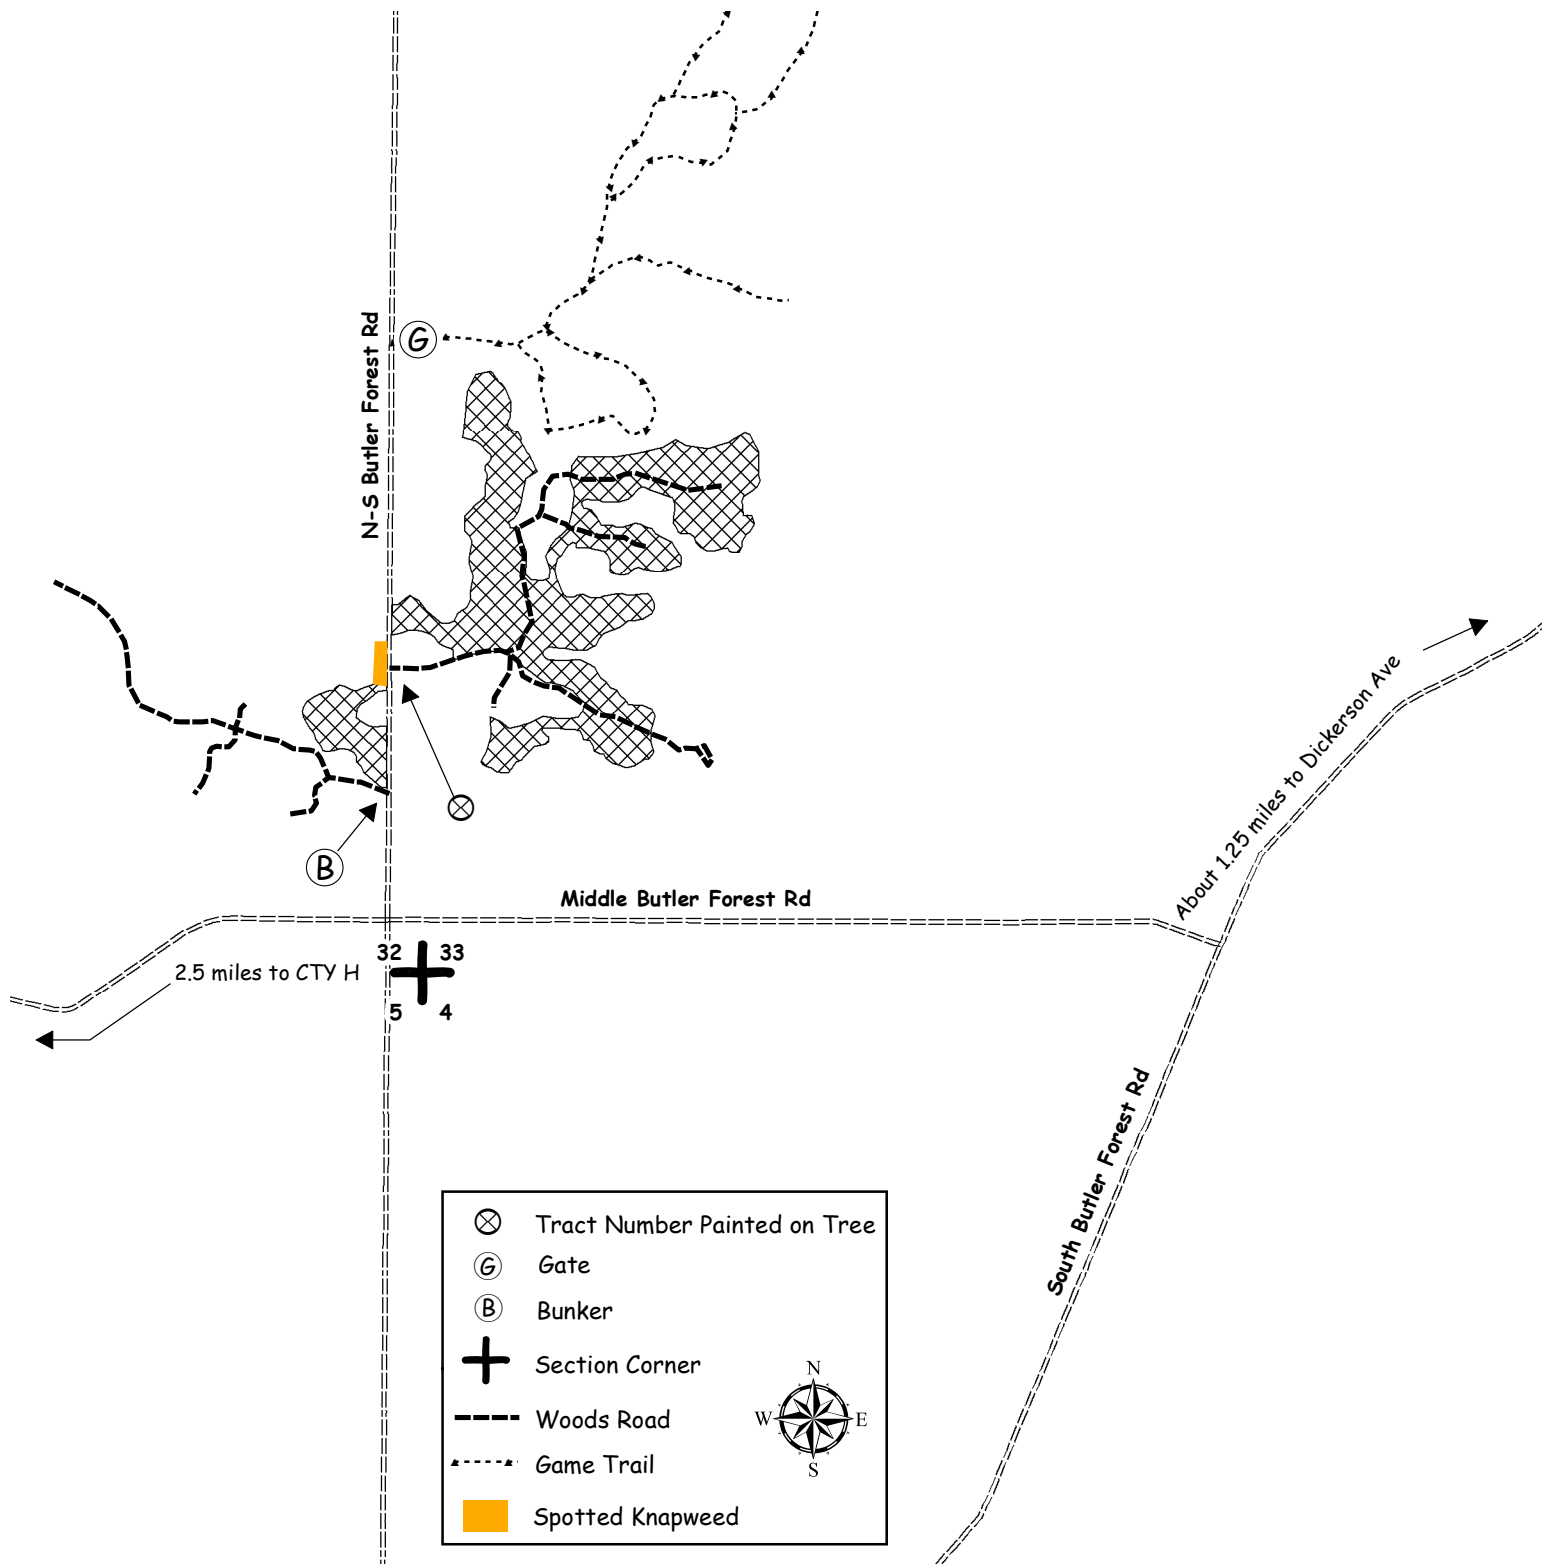 N-S Butler Forest Rd
G
B
About 1.25 miles to Dickerson Ave
Middle Butler Forest Rd
32 33
2.5 miles to CTY H
5 4
South Butler Forest Rd
Tract Number Painted on Tree
G Gate
B Bunker
Section Corner
Woods Road
Game Trail
Spotted Knapweed
N
W E
S